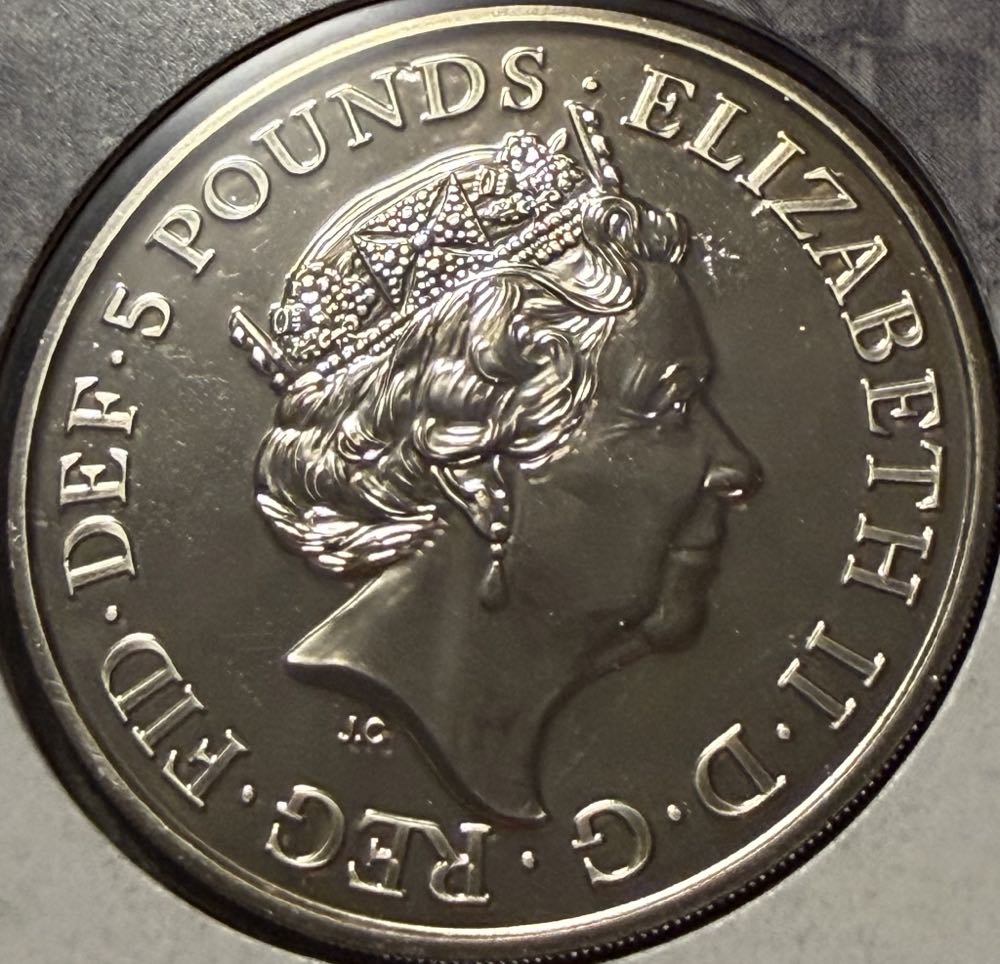 ELIZABETH II · D · G · REG · FID · DEF · 5 POUNDS ·
J.C